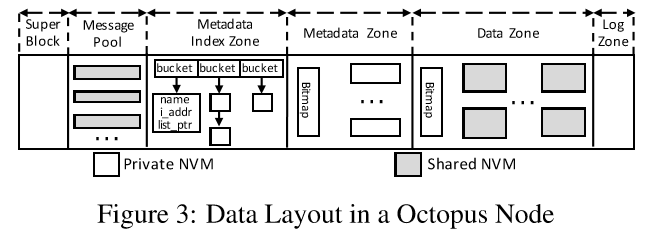 Super Block
Message Pool
Metadata Index Zone
Metadata Zone
Data Zone
Log Zone
bucket bucket bucket
name
i_addr
list_ptr
...
Bitmap
...
Bitmap
...
Private NVM
Shared NVM
Figure 3: Data Layout in a Octopus Node